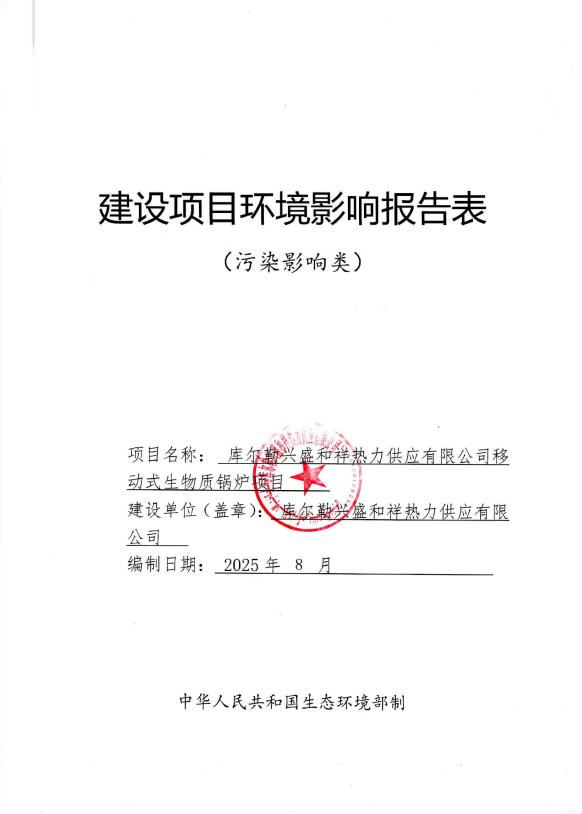 建设项目环境影响报告表
（污染影响类）
项目名称： 库尔勒兴盛和祥热力供应有限公司移
动式生物质锅炉项目
建设单位（盖章）：库尔勒兴盛和祥热力供应有限
公司
编制日期： 2025 年 8 月
中华人民共和国生态环境部制